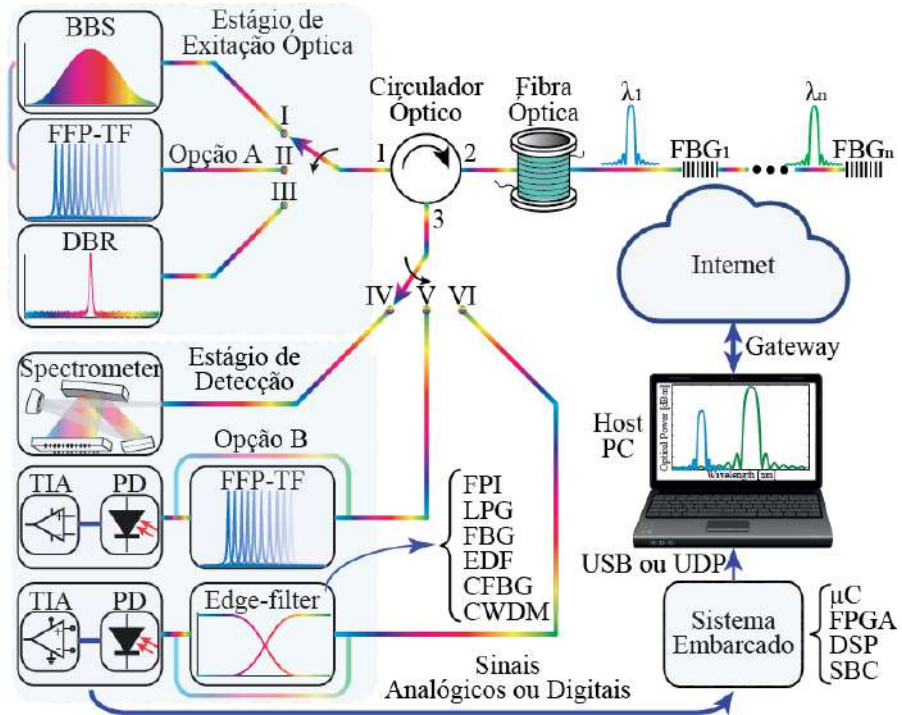 BBS
Estágio de
Exitação Óptica
FFP-TF
Opção A
DBR
I
II
III
Circulador
Óptico
1
2
3
Fibra
Óptica
λ1
FBG1
λn
FBGn
Internet
Gateway
Host
PC
Optical Power [dBm]
Wavelength [nm]
USB ou UDP
Sistema
Embarcado
μC
FPGA
DSP
SBC
IV
V
VI
Spectrometer
Estágio de
Detecção
Opção B
TIA
PD
FFP-TF
FPI
LPG
FBG
EDF
CFBG
CWDM
TIA
PD
Edge-filter
Sinais
Analógicos ou Digitais